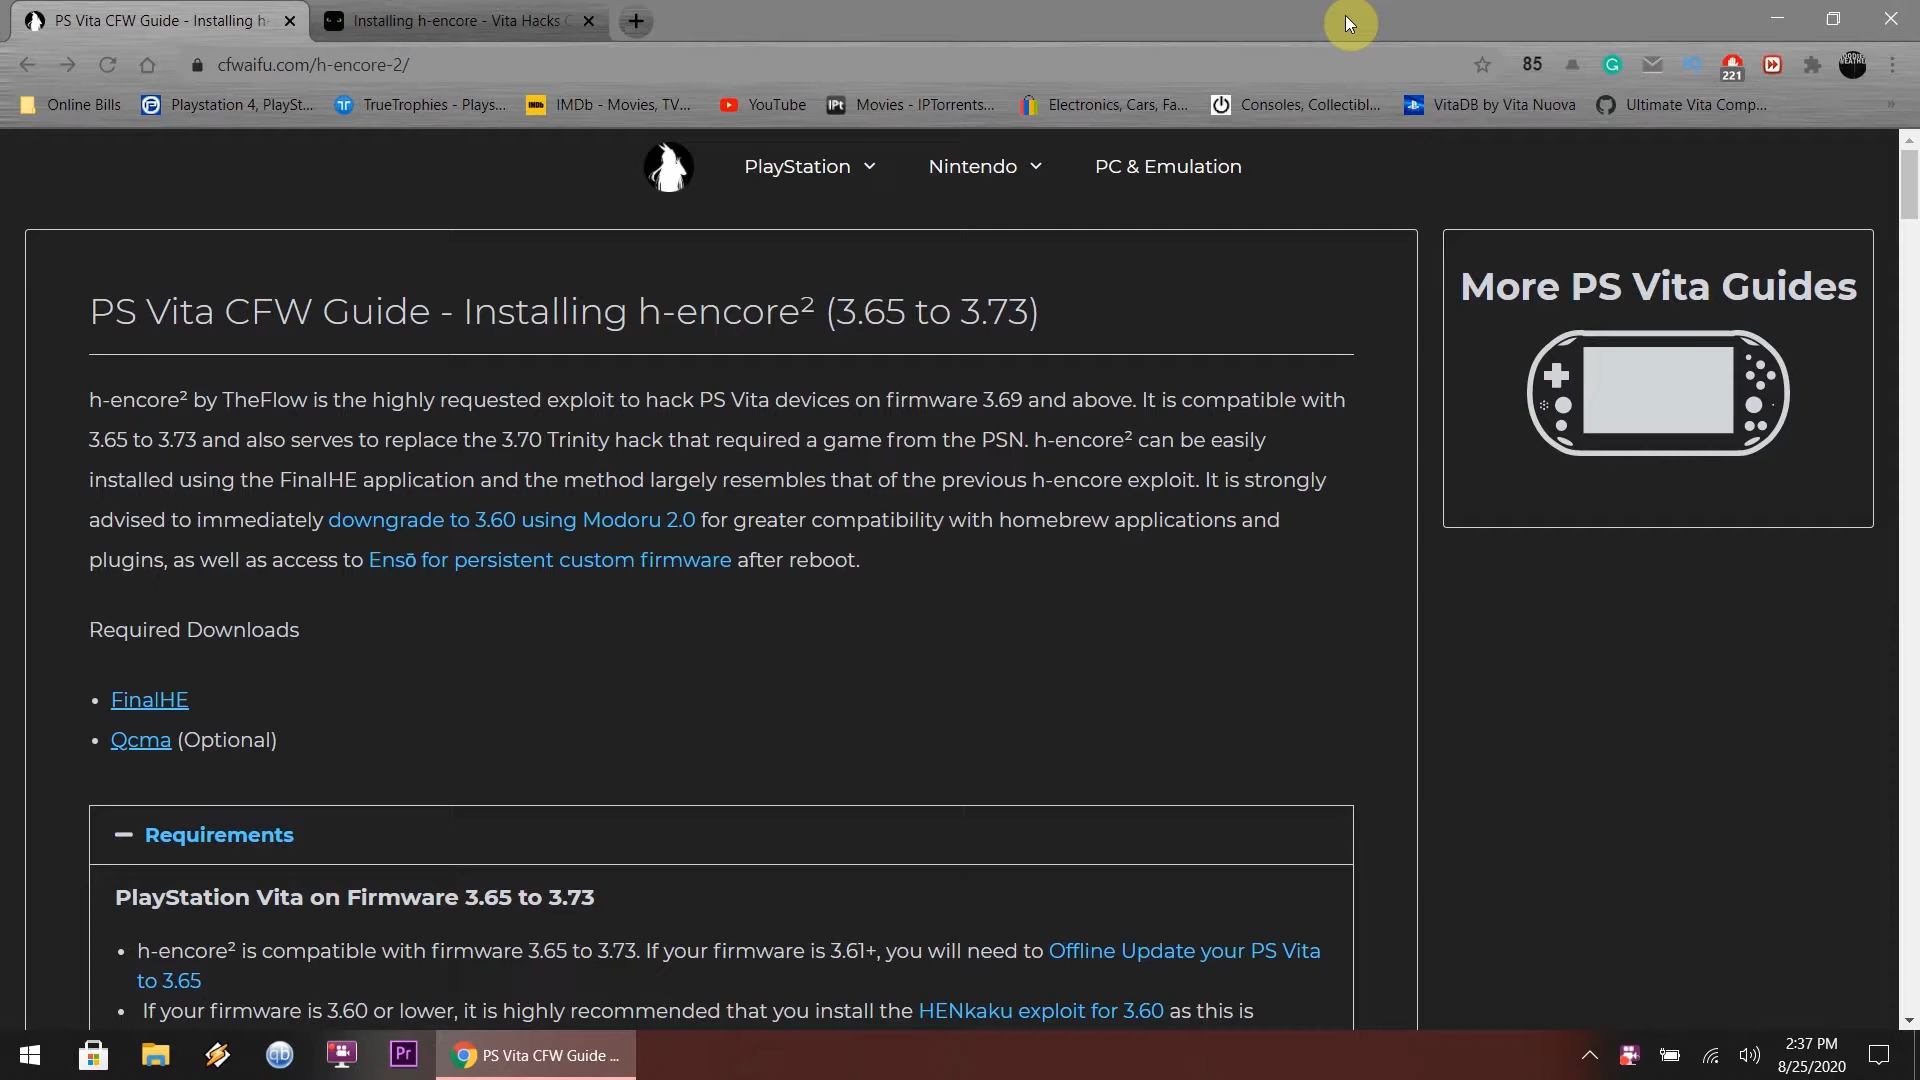 PS Vita CFW Guide - Installing h-
Installing h-encore - Vita Hacks
cfwaifu.com/h-encore-2/
85
221
Online Bills
Playstation 4, PlaySt...
TrueTrophies - Plays...
IMDb - Movies, TV...
YouTube
Movies - IPTorrents...
Electronics, Cars, Fa...
Consoles, Collectibl...
VitaDB by Vita Nuova
Ultimate Vita Comp...
PlayStation
Nintendo
PC & Emulation
PS Vita CFW Guide - Installing h-encore² (3.65 to 3.73)
h-encore² by TheFlow is the highly requested exploit to hack PS Vita devices on firmware 3.69 and above. It is compatible with
3.65 to 3.73 and also serves to replace the 3.70 Trinity hack that required a game from the PSN. h-encore² can be easily
installed using the FinalHE application and the method largely resembles that of the previous h-encore exploit. It is strongly
advised to immediately downgrade to 3.60 using Modoru 2.0 for greater compatibility with homebrew applications and
plugins, as well as access to Ensō for persistent custom firmware after reboot.
Required Downloads
• FinalHE
• Qcma (Optional)
Requirements
PlayStation Vita on Firmware 3.65 to 3.73
• h-encore² is compatible with firmware 3.65 to 3.73. If your firmware is 3.61+, you will need to Offline Update your PS Vita
to 3.65
• If your firmware is 3.60 or lower, it is highly recommended that you install the HENkaku exploit for 3.60 as this is
More PS Vita Guides
qb
Pr
PS Vita CFW Guide ...
2:37 PM
8/25/2020